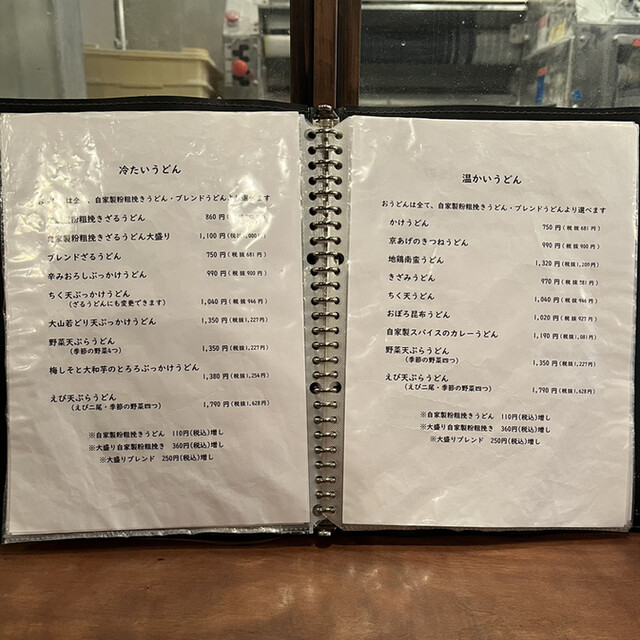 冷たいうどん
は全て、自家製粉粗挽きうどん・ブレンドうどんより選べます
粉粗挽きざるうどん 860円
家製粉粗挽きざるうどん大盛り 1,100円(税抜1,000円)
ブレンドざるうどん 750円(税抜681円)
辛みおろしぶっかけうどん 990円(税抜900円)
ちく天ぶっかけうどん 1,040円(税抜946円)
(ざるうどんにも変更できます)
大山若どり天ぶっかけうどん 1,350円(税抜1,227円)
野菜天ぷらうどん 1,350円(税抜1,227円)
(季節の野菜4つ)
梅しそと大和芋のとろろぶっかけうどん 1,380円(税抜1,254円)
えび天ぷらうどん 1,790円(税抜1,628円)
(えび二尾・季節の野菜四つ)
※自家製粉粗挽きうどん 110円(税込)増し
※大盛り自家製粉粗挽き 360円(税込)増し
※大盛りブレンド 250円(税込)増し
温かいうどん
おうどんは全て、自家製粉粗挽きうどん・ブレンドうどんより選べます
かけうどん 750円(税抜681円)
京あげのきつねうどん 990円(税抜900円)
地鶏南蛮うどん 1,320円(税抜1,200円)
きざみうどん 970円(税抜881円)
ちく天うどん 1,040円(税抜946円)
おぼろ昆布うどん 1,020円(税抜927円)
自家製スパイスのカレーうどん 1,190円(税抜1,081円)
野菜天ぷらうどん 1,350円(税抜1,227円)
(季節の野菜四つ)
えび天ぷらうどん 1,790円(税抜1,628円)
(えび二尾・季節の野菜四つ)
※自家製粉粗挽きうどん 110円(税込)増し
※大盛り自家製粉粗挽き 360円(税込)増し
※大盛りブレンド 250円(税込)増し